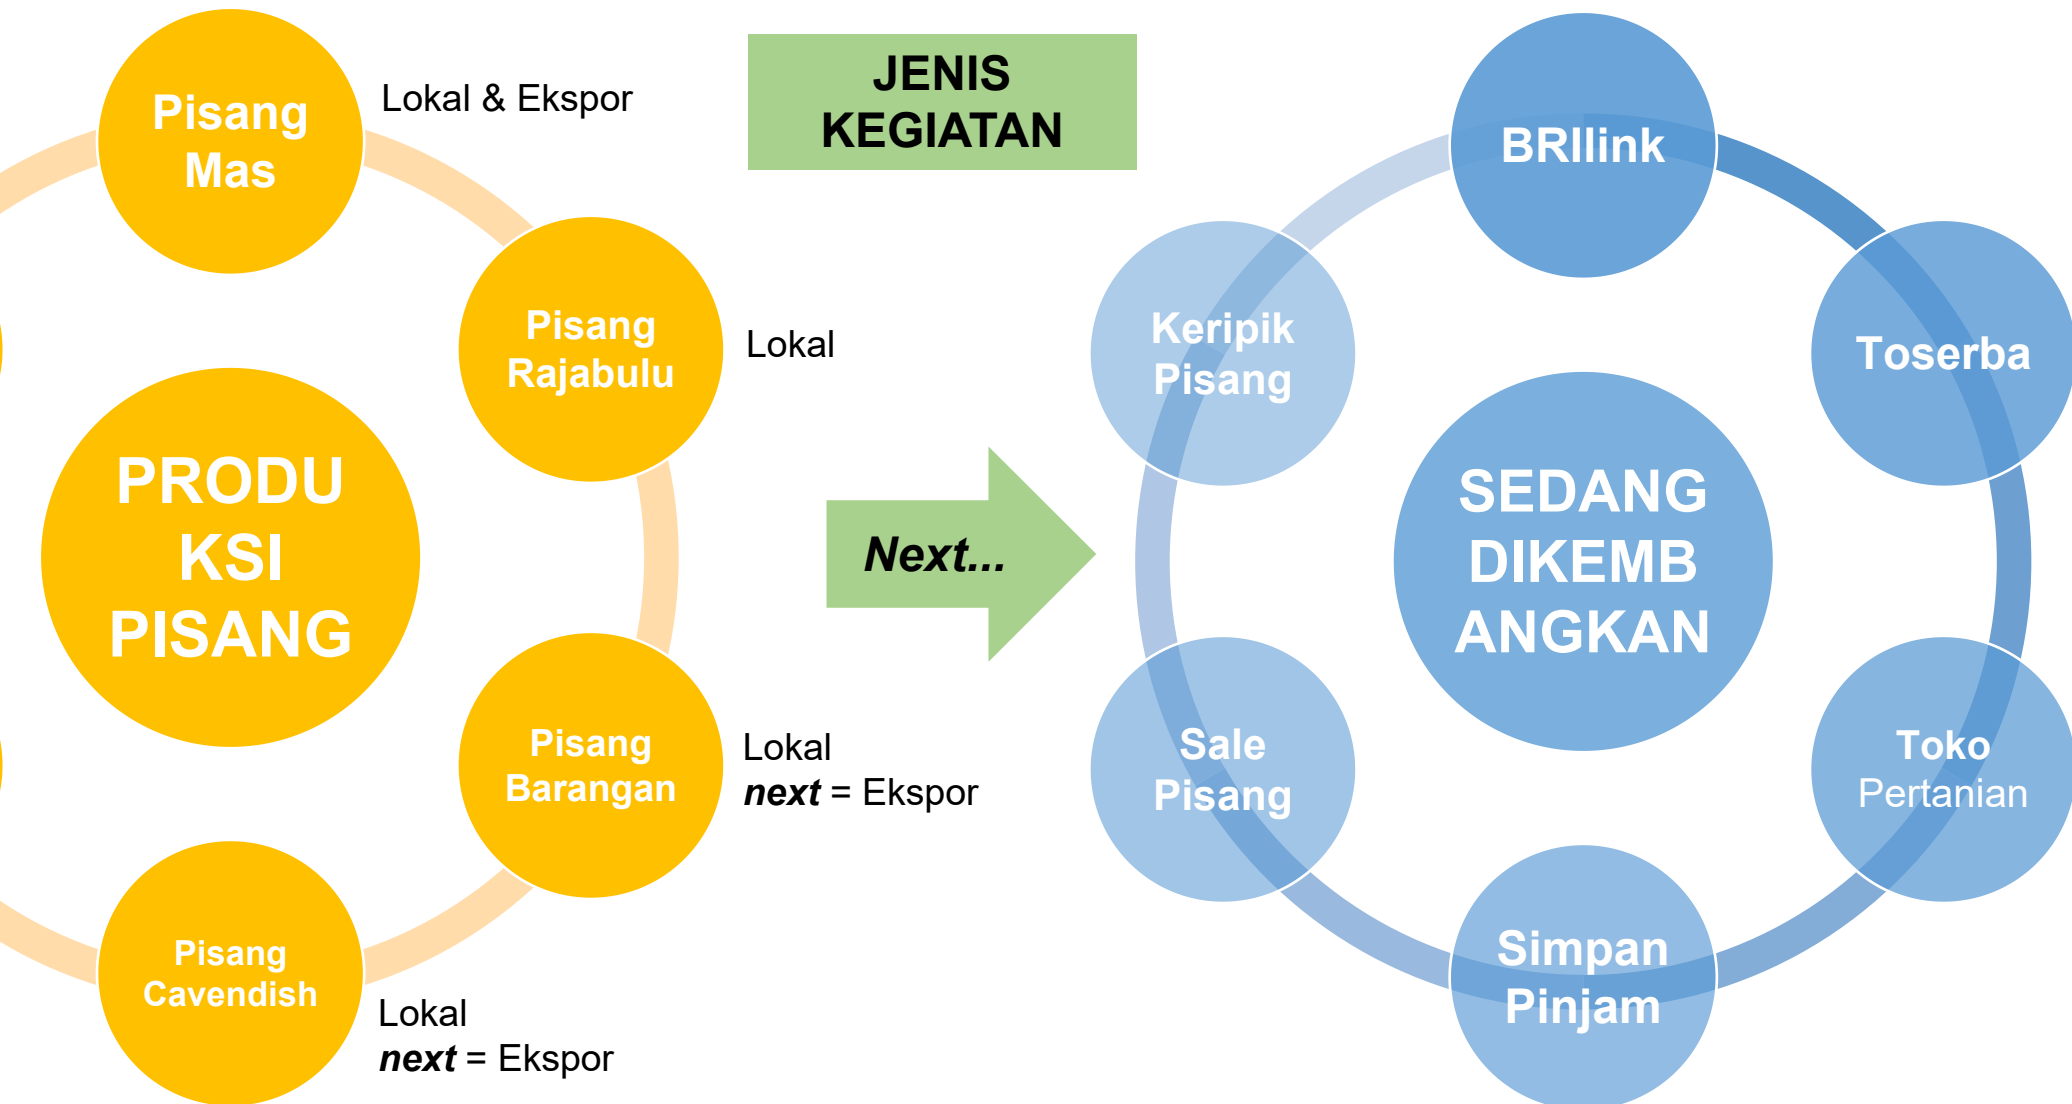 JENIS
KEGIATAN
Pisang
Mas
Lokal & Ekspor
Pisang
Rajabulu
Lokal
PRODU
KSI
PISANG
Pisang
Barangan
Lokal
next = Ekspor
Pisang
Cavendish
Lokal
next = Ekspor
Next...
BRIlink
Toserba
Keripik
Pisang
SEDANG
DIKEMB
ANGKAN
Toko
Pertanian
Sale
Pisang
Simpan
Pinjam